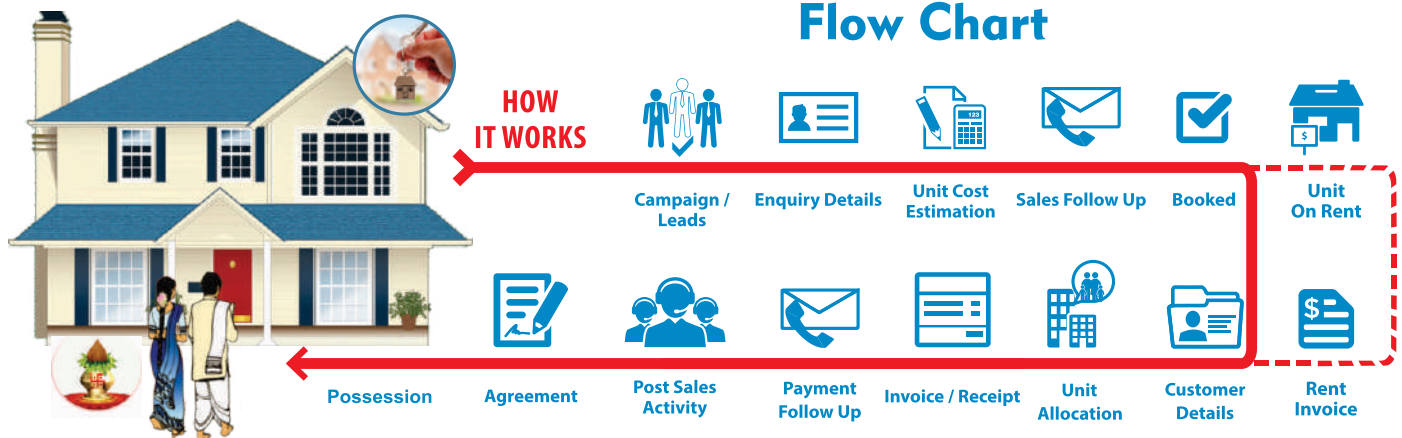 Flow Chart
HOW
IT WORKS
123
$
Campaign /
Leads
Enquiry Details
Unit Cost
Estimation
Sales Follow Up
Booked
Unit
On Rent
$
Possession
Agreement
Post Sales
Activity
Payment
Follow Up
Invoice / Receipt
Unit
Allocation
Customer
Details
Rent
Invoice